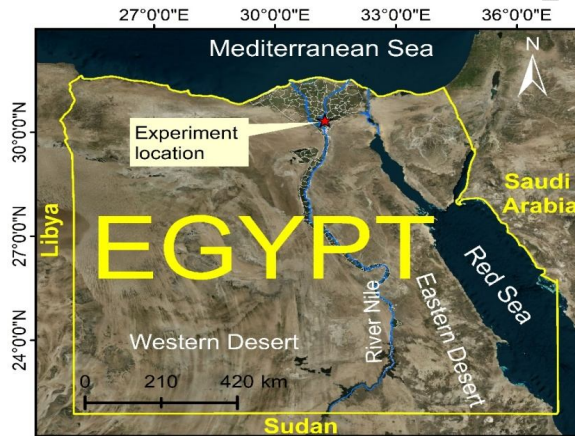 27°0'0"E 30°0'0"E 33°0'0"E 36°0'0"E
Mediterranean Sea
N
30°0'0"N
Experiment
location
Saudi
Arabia
Libya
27°0'0"N
EGYPT
Red Sea
Eastern Desert
River Nile
24°0'0"N
Western Desert
0 210 420 km
Sudan